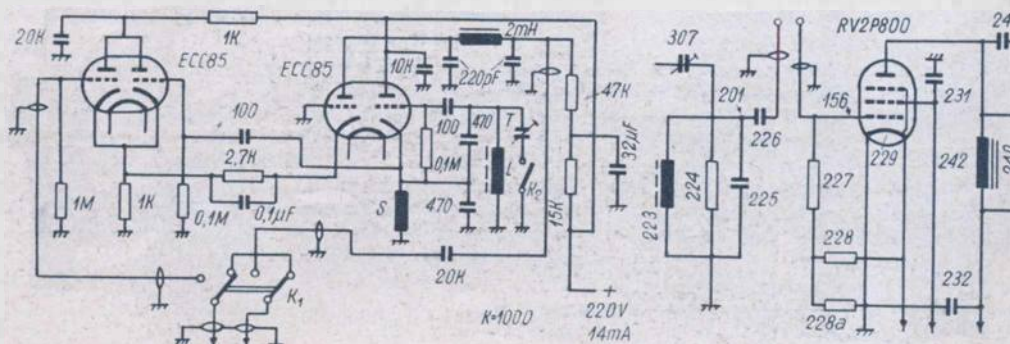 20K
1K
ECC85
100
2,7K
0,1µF
1M
1K
0,1M
K₁
ECC85
2mH
10K
220pF
100
470
T
0,1M
L
K₂
S
470
20K
47K
32µF
15K
K=1000
+
220V
14mA
307
201
226
223
224
225
RV2P800
156
229
231
227
228
228a
232
242